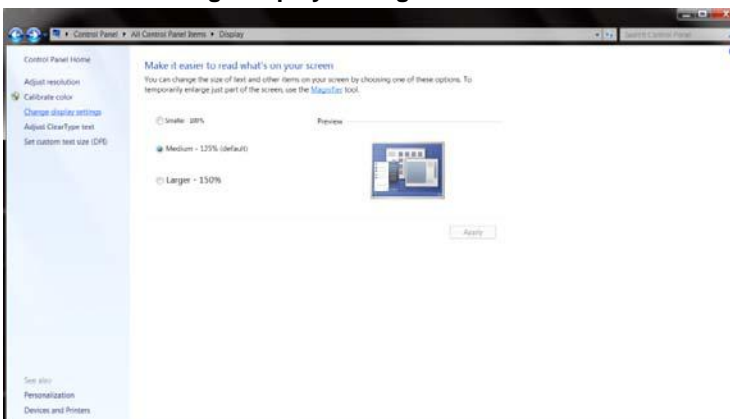 Control Panel ▸ All Control Panel Items ▸ Display
Search Control Panel
Control Panel Home
Adjust resolution
Calibrate color
Change display settings
Adjust ClearType text
Set custom text size (DPI)
Make it easier to read what's on your screen
You can change the size of text and other items on your screen by choosing one of these options. To
temporarily enlarge just part of the screen, use the Magnifier tool.
Smaller 100%
Preview
Medium - 125% (default)
Larger - 150%
Apply
See also
Personalization
Devices and Printers